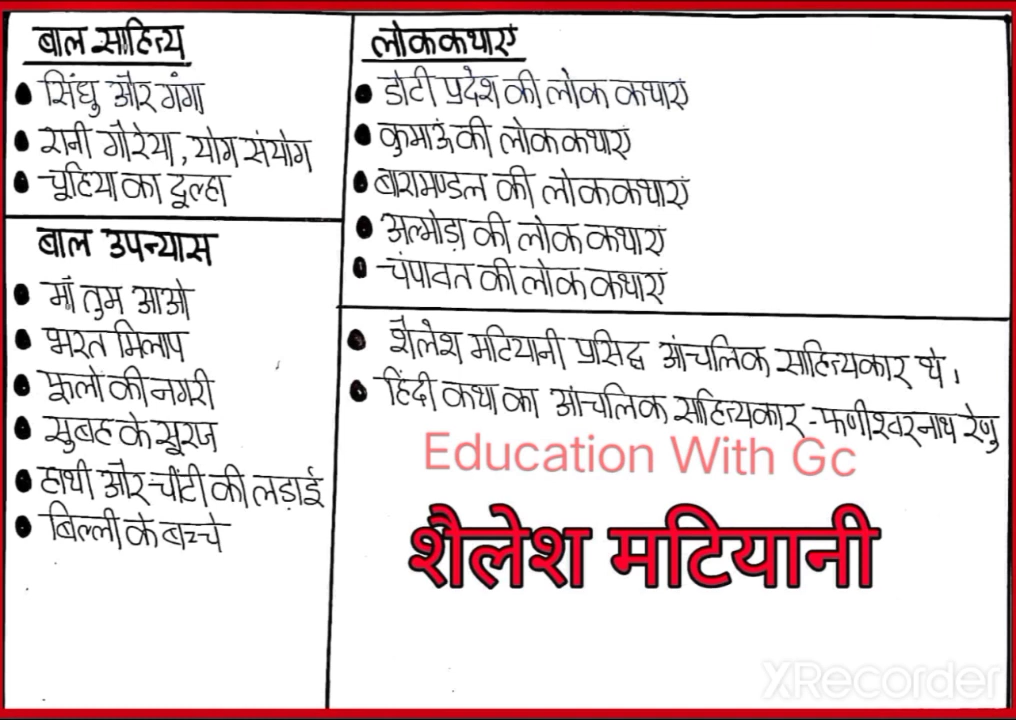 बाल साहित्य
सिंधु और गंगा
रानी गौरेया, योग संयोग
चूहिया का दूल्हा
बाल उपन्यास
माँ तुम आओ
भरत मिलाप
फूलों की नगरी
सुबह के सूरज
हाथी और चींटी की लड़ाई
बिल्ली के बच्चे
लोककथाएं
डोटी प्रदेश की लोक कथाएं
कुमाऊं की लोककथाएं
बारामण्डल की लोककथाएं
अल्मोड़ा की लोक कथाएं
चंपावत की लोक कथाएं
शैलेश मटियानी प्रसिद्ध आंचलिक साहित्यकार थे।
हिंदी कथा का आंचलिक साहित्यकार - फणीश्वरनाथ रेणु
Education With Gc
शैलेश मटियानी
XRecorder